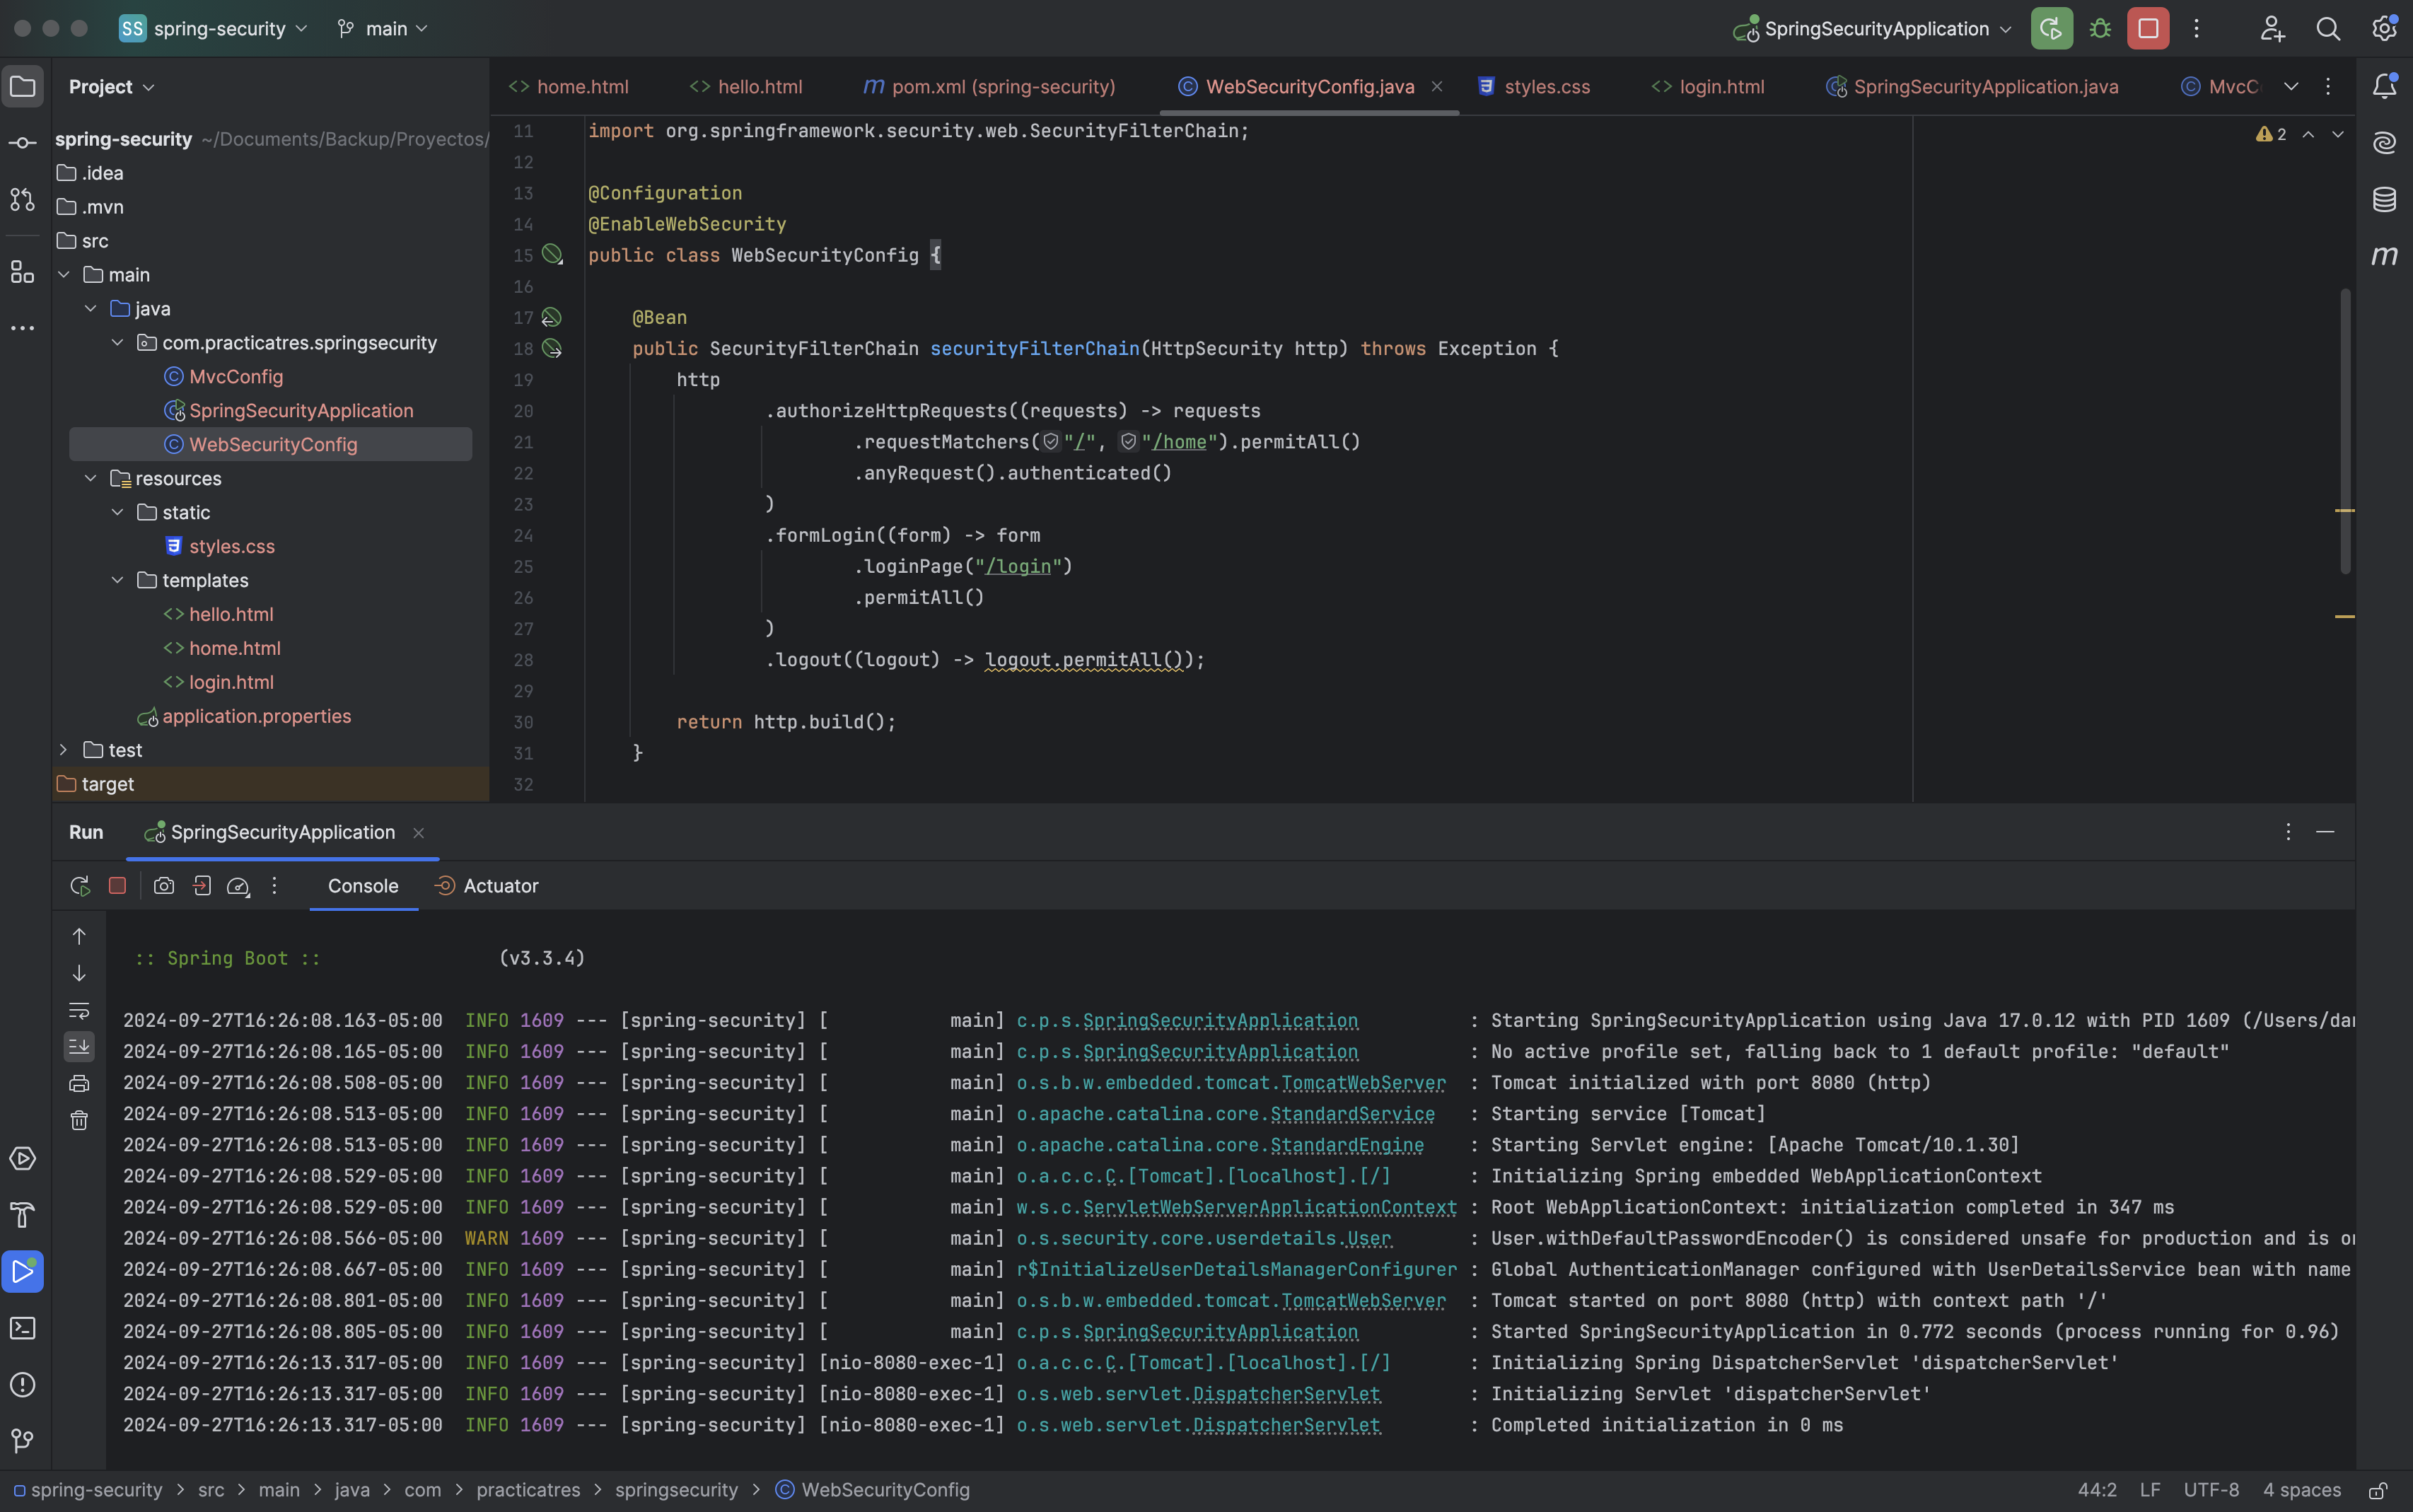 SS spring-security main SpringSecurityApplication
Project
home.html hello.html m pom.xml (spring-security) WebSecurityConfig.java styles.css login.html SpringSecurityApplication.java MvcC
spring-security ~/Documents/Backup/Proyectos/
.idea
.mvn
src
main
java
com.practicatres.springsecurity
MvcConfig
SpringSecurityApplication
WebSecurityConfig
resources
static
styles.css
templates
hello.html
home.html
login.html
application.properties
test
target
2
11 import org.springframework.security.web.SecurityFilterChain;
12
13 @Configuration
14 @EnableWebSecurity
15 public class WebSecurityConfig {
16
17 @Bean
18 public SecurityFilterChain securityFilterChain(HttpSecurity http) throws Exception {
19 http
20 .authorizeHttpRequests((requests) -> requests
21 .requestMatchers("/", "/home").permitAll()
22 .anyRequest().authenticated()
23 )
24 .formLogin((form) -> form
25 .loginPage("/login")
26 .permitAll()
27 )
28 .logout((logout) -> logout.permitAll());
29
30 return http.build();
31 }
32
Run SpringSecurityApplication
Console Actuator
:: Spring Boot :: (v3.3.4)
2024-09-27T16:26:08.163-05:00 INFO 1609 --- [spring-security] [ main] c.p.s.SpringSecurityApplication : Starting SpringSecurityApplication using Java 17.0.12 with PID 1609 (/Users/da
2024-09-27T16:26:08.165-05:00 INFO 1609 --- [spring-security] [ main] c.p.s.SpringSecurityApplication : No active profile set, falling back to 1 default profile: "default"
2024-09-27T16:26:08.508-05:00 INFO 1609 --- [spring-security] [ main] o.s.b.w.embedded.tomcat.TomcatWebServer : Tomcat initialized with port 8080 (http)
2024-09-27T16:26:08.513-05:00 INFO 1609 --- [spring-security] [ main] o.apache.catalina.core.StandardService : Starting service [Tomcat]
2024-09-27T16:26:08.513-05:00 INFO 1609 --- [spring-security] [ main] o.apache.catalina.core.StandardEngine : Starting Servlet engine: [Apache Tomcat/10.1.30]
2024-09-27T16:26:08.529-05:00 INFO 1609 --- [spring-security] [ main] o.a.c.c.C.[Tomcat].[localhost].[/] : Initializing Spring embedded WebApplicationContext
2024-09-27T16:26:08.529-05:00 INFO 1609 --- [spring-security] [ main] w.s.c.ServletWebServerApplicationContext : Root WebApplicationContext: initialization completed in 347 ms
2024-09-27T16:26:08.566-05:00 WARN 1609 --- [spring-security] [ main] o.s.security.core.userdetails.User : User.withDefaultPasswordEncoder() is considered unsafe for production and is o
2024-09-27T16:26:08.667-05:00 INFO 1609 --- [spring-security] [ main] r$InitializeUserDetailsManagerConfigurer : Global AuthenticationManager configured with UserDetailsService bean with name
2024-09-27T16:26:08.801-05:00 INFO 1609 --- [spring-security] [ main] o.s.b.w.embedded.tomcat.TomcatWebServer : Tomcat started on port 8080 (http) with context path '/'
2024-09-27T16:26:08.805-05:00 INFO 1609 --- [spring-security] [ main] c.p.s.SpringSecurityApplication : Started SpringSecurityApplication in 0.772 seconds (process running for 0.96)
2024-09-27T16:26:13.317-05:00 INFO 1609 --- [spring-security] [nio-8080-exec-1] o.a.c.c.C.[Tomcat].[localhost].[/] : Initializing Spring DispatcherServlet 'dispatcherServlet'
2024-09-27T16:26:13.317-05:00 INFO 1609 --- [spring-security] [nio-8080-exec-1] o.s.web.servlet.DispatcherServlet : Initializing Servlet 'dispatcherServlet'
2024-09-27T16:26:13.317-05:00 INFO 1609 --- [spring-security] [nio-8080-exec-1] o.s.web.servlet.DispatcherServlet : Completed initialization in 0 ms
spring-security > src > main > java > com > practicatres > springsecurity > WebSecurityConfig 44:2 LF UTF-8 4 spaces